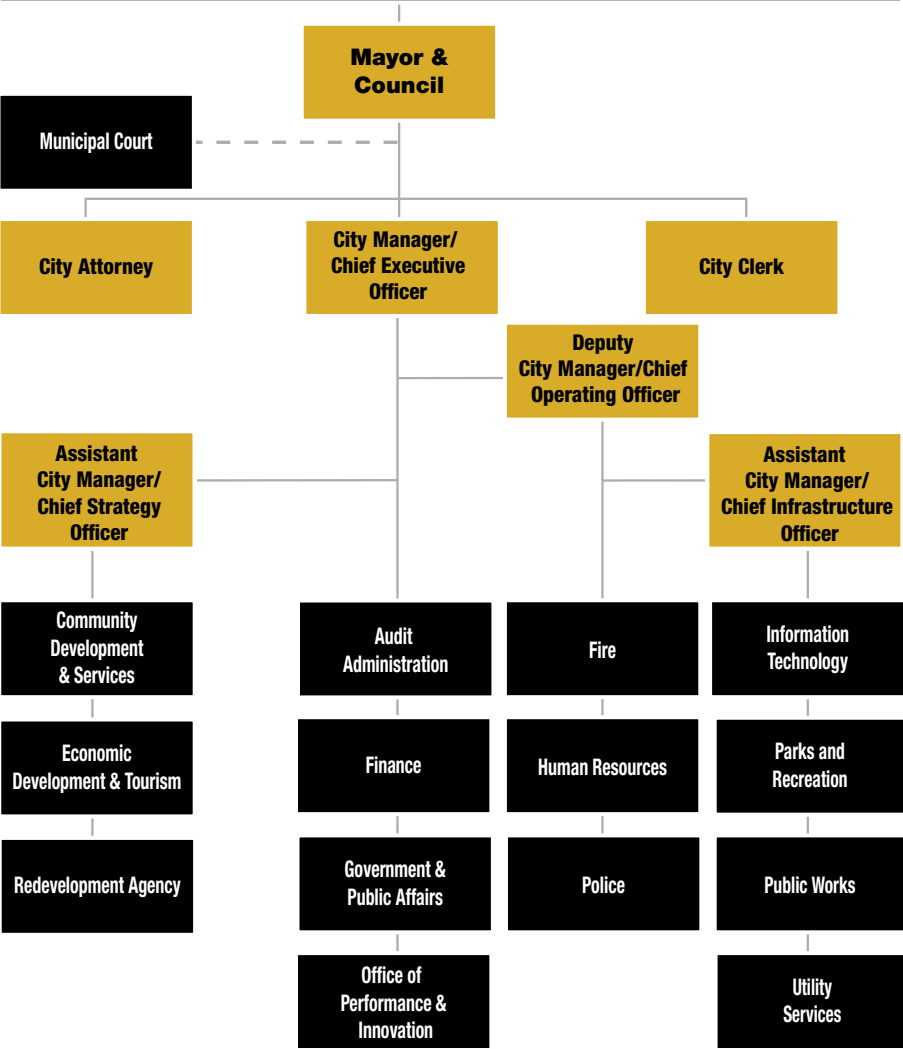 Mayor &
Council
Municipal Court
City Attorney
City Manager/
Chief Executive
Officer
City Clerk
Deputy
City Manager/Chief
Operating Officer
Assistant
City Manager/
Chief Strategy
Officer
Assistant
City Manager/
Chief Infrastructure
Officer
Community
Development
& Services
Audit
Administration
Fire
Information
Technology
Economic
Development & Tourism
Finance
Human Resources
Parks and
Recreation
Redevelopment Agency
Government &
Public Affairs
Police
Public Works
Office of
Performance &
Innovation
Utility
Services